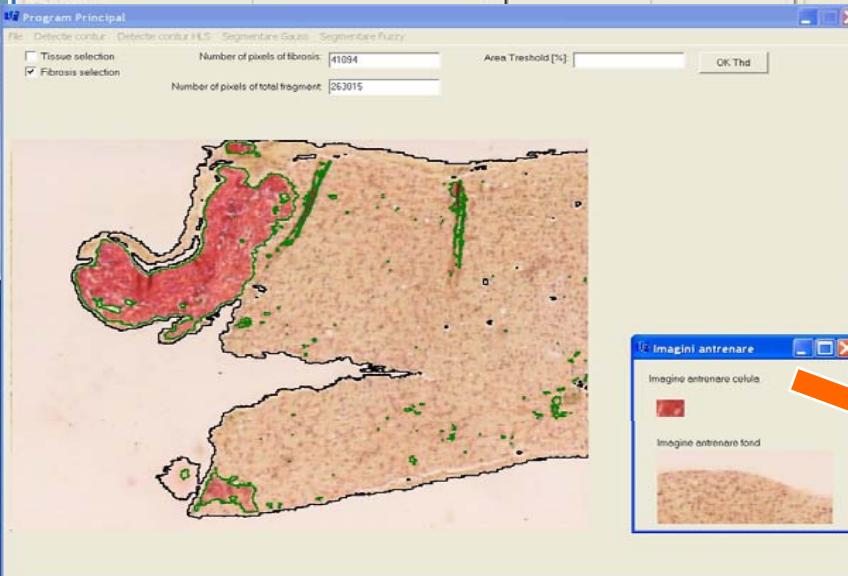 Program Principal
File Detectie contur Detectie contur HLS Segmentare Gauss Segmentare Fuzzy
Tissue selection
Fibrosis selection
Number of pixels of fibrosis: 41094
Number of pixels of total fragment: 263015
Area Treshold [%]:
OK Thd
Imagini antrenare
Imagine antrenare celula
Imagine antrenare fond